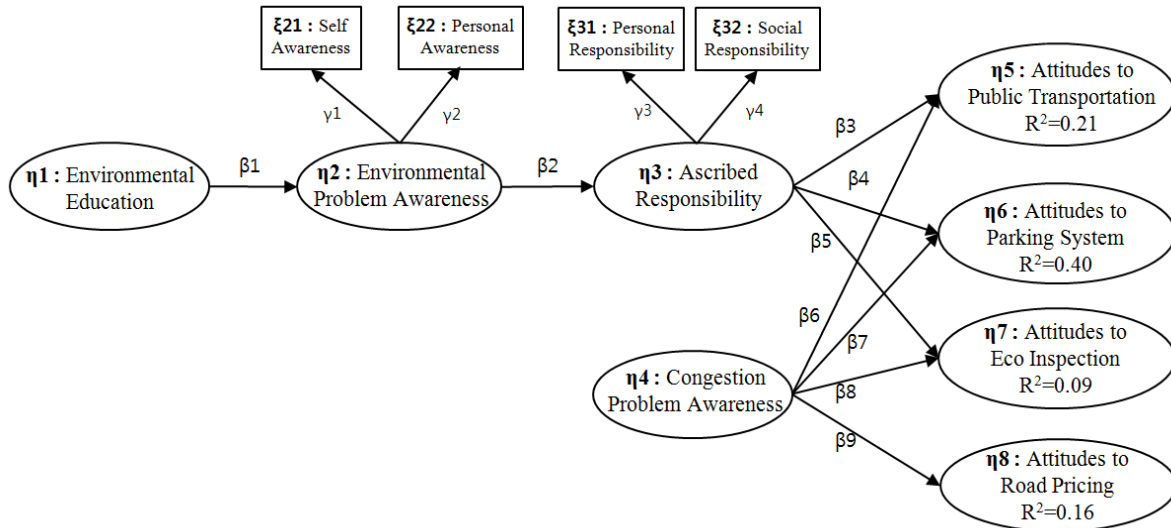 ξ21 : Self
Awareness
ξ22 : Personal
Awareness
ξ31 : Personal
Responsibility
ξ32 : Social
Responsibility
γ1
γ2
γ3
γ4
η1 : Environmental
Education
β1
η2 : Environmental
Problem Awareness
β2
η3 : Ascribed
Responsibility
β3
β4
β5
β6
β7
β8
β9
η4 : Congestion
Problem Awareness
η5 : Attitudes to
Public Transportation
R²=0.21
η6 : Attitudes to
Parking System
R²=0.40
η7 : Attitudes to
Eco Inspection
R²=0.09
η8 : Attitudes to
Road Pricing
R²=0.16